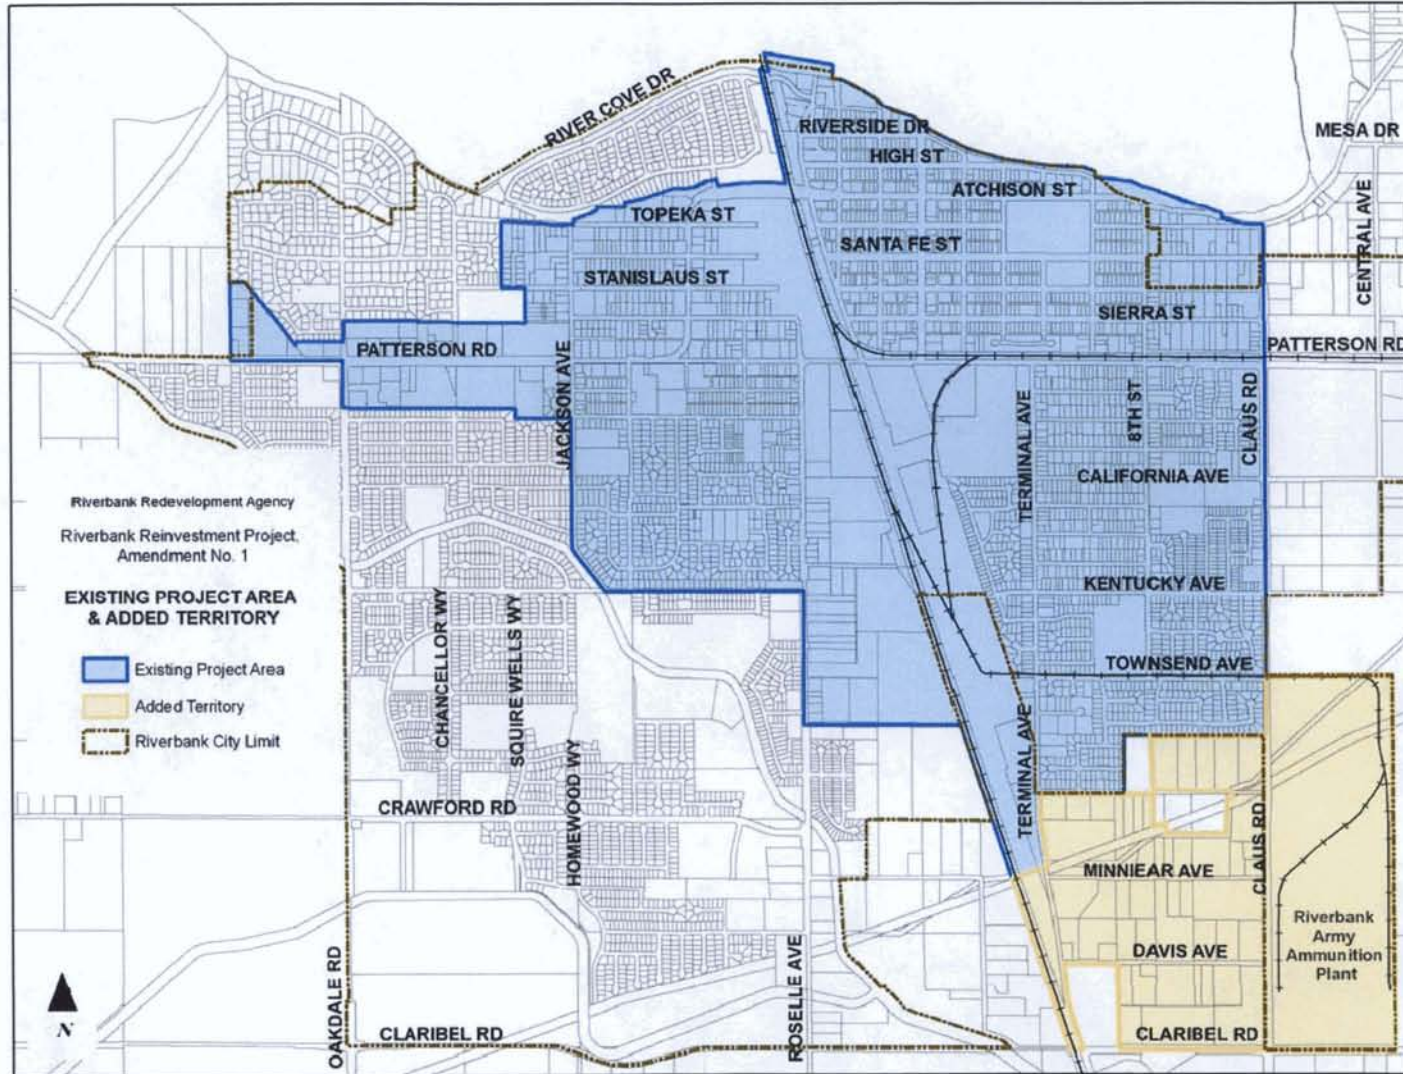 RIVER COVE DR
RIVERSIDE DR
MESA DR
HIGH ST
ATCHISON ST
TOPEKA ST
SANTA FE ST
CENTRAL AVE
STANISLAUS ST
SIERRA ST
PATTERSON RD
PATTERSON RD
JACKSON AVE
8TH ST
CLAUS RD
TERMINAL AVE
CALIFORNIA AVE
Riverbank Redevelopment Agency
Riverbank Reinvestment Project,
Amendment No. 1
EXISTING PROJECT AREA
& ADDED TERRITORY
Existing Project Area
Added Territory
Riverbank City Limit
KENTUCKY AVE
CHANCELLOR WY
SQUIRE WELLS WY
TOWNSEND AVE
HOMEWOOD WY
TERMINAL AVE
CRAWFORD RD
CLAUS RD
MINNIEAR AVE
Riverbank
Army
Ammunition
Plant
DAVIS AVE
OAKDALE RD
ROSELLE AVE
N
CLARIBEL RD
CLARIBEL RD